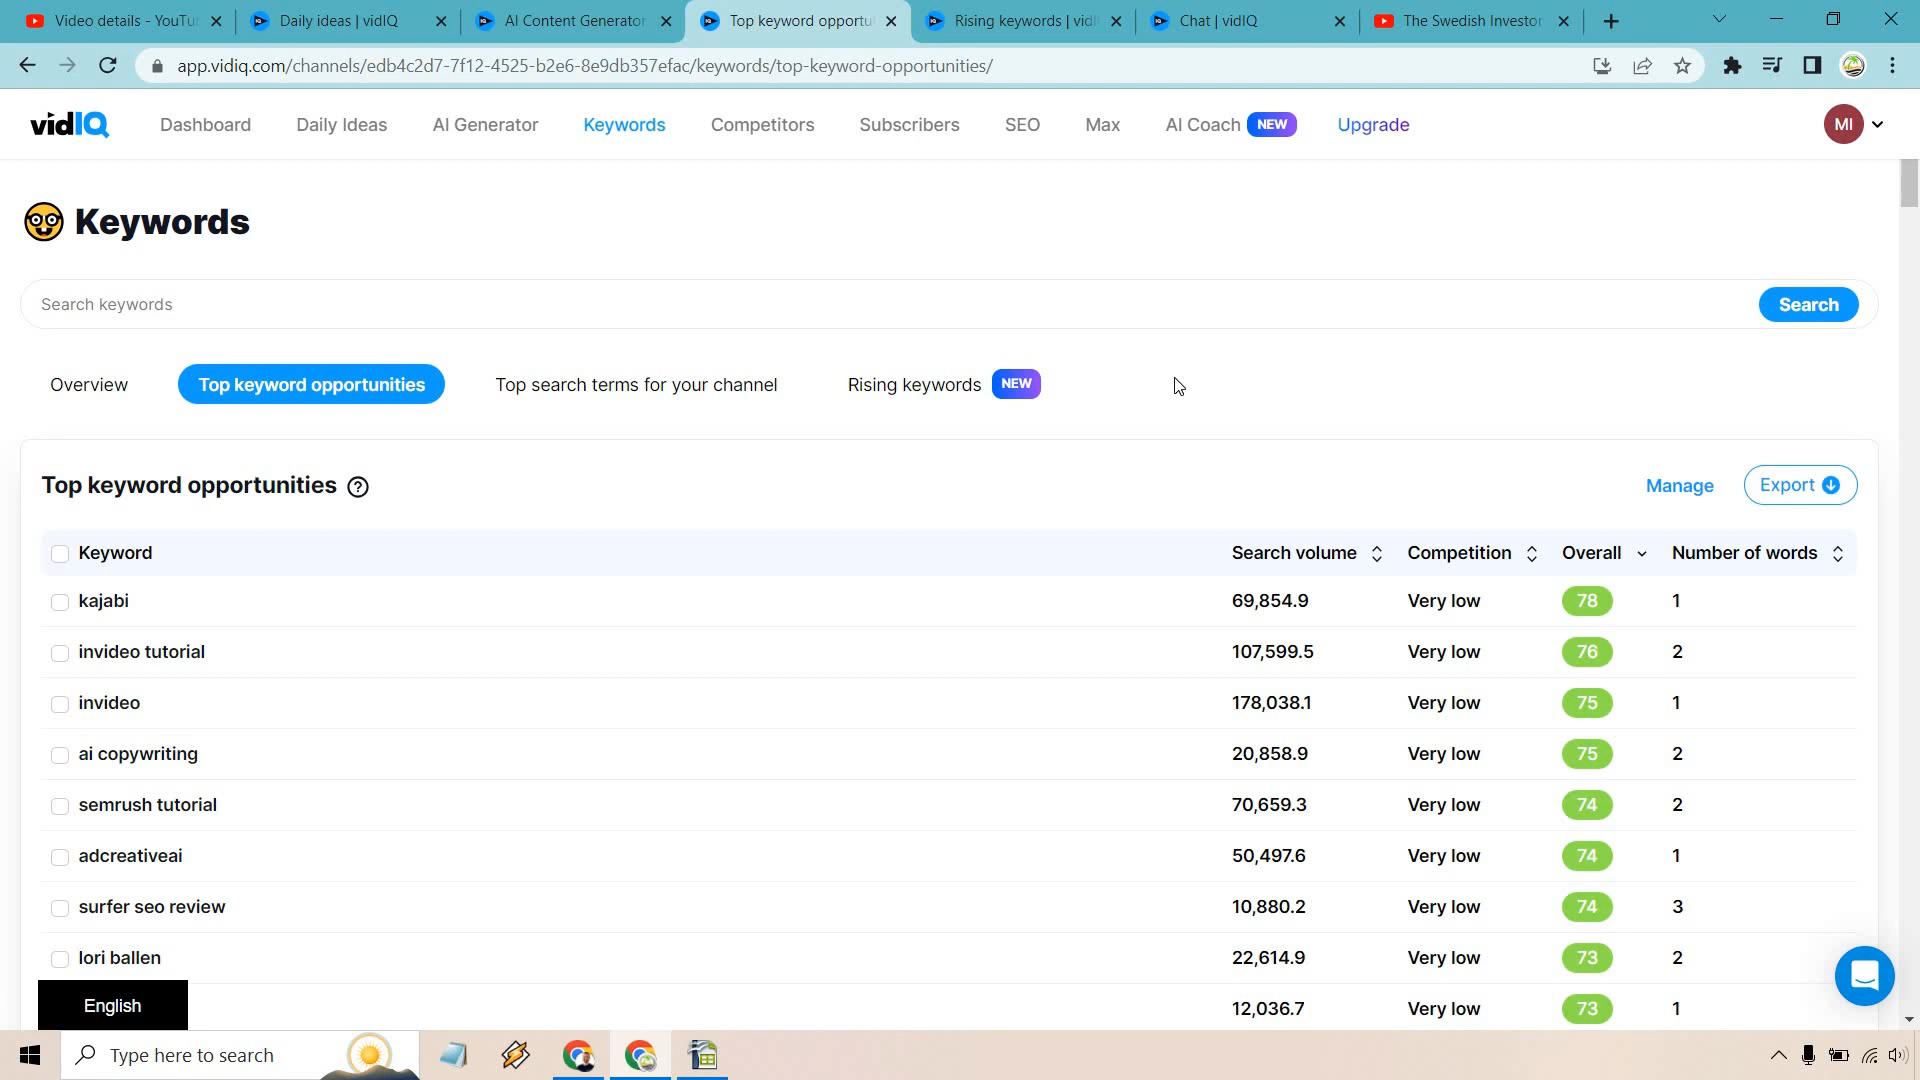 Video details - YouTu
Daily ideas | vidIQ
AI Content Generator
Top keyword opportu
Rising keywords | vidI
Chat | vidIQ
The Swedish Investor
app.vidiq.com/channels/edb4c2d7-7f12-4525-b2e6-8e9db357efac/keywords/top-keyword-opportunities/
vidIQ
Dashboard
Daily Ideas
AI Generator
Keywords
Competitors
Subscribers
SEO
Max
AI Coach NEW
Upgrade
MI
Keywords
Search keywords
Search
Overview
Top keyword opportunities
Top search terms for your channel
Rising keywords NEW
Top keyword opportunities ?
Manage
Export
Keyword Search volume Competition Overall Number of words
kajabi 69,854.9 Very low 78 1
invideo tutorial 107,599.5 Very low 76 2
invideo 178,038.1 Very low 75 1
ai copywriting 20,858.9 Very low 75 2
semrush tutorial 70,659.3 Very low 74 2
adcreativeai 50,497.6 Very low 74 1
surfer seo review 10,880.2 Very low 74 3
lori ballen 22,614.9 Very low 73 2
12,036.7 Very low 73 1
English
Type here to search